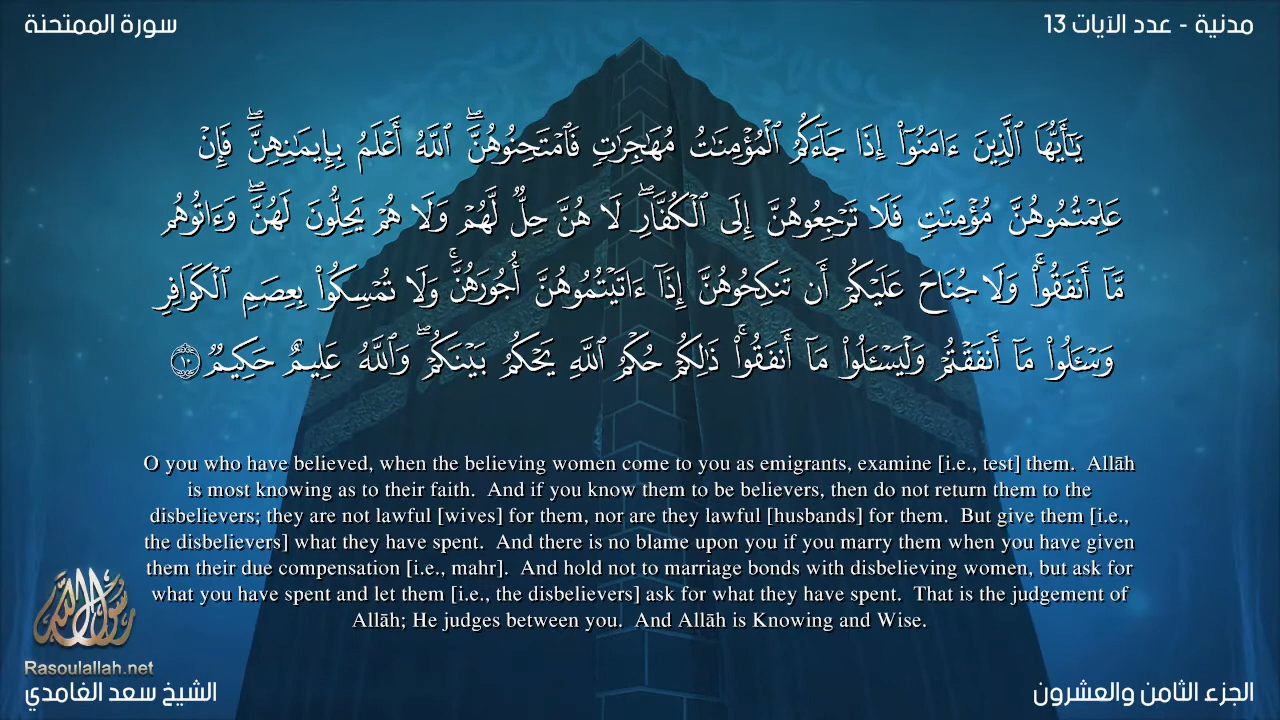 مدنية - عدد الآيات 13
سورة الممتحنة
يَـٰٓأَيُّهَا ٱلَّذِينَ ءَامَنُوٓا۟ إِذَا جَآءَكُمُ ٱلْمُؤْمِنَـٰتُ مُهَـٰجِرَٰتٍ فَٱمْتَحِنُوهُنَّ ۖ ٱللَّهُ أَعْلَمُ بِإِيمَـٰنِهِنَّ ۖ فَإِنْ
عَلِمْتُمُوهُنَّ مُؤْمِنَـٰتٍ فَلَا تَرْجِعُوهُنَّ إِلَى ٱلْكُفَّارِ ۖ لَا هُنَّ حِلٌّ لَّهُمْ وَلَا هُمْ يَحِلُّونَ لَهُنَّ ۖ وَءَاتُوهُم
مَّآ أَنفَقُوا۟ ۚ وَلَا جُنَاحَ عَلَيْكُمْ أَن تَنكِحُوهُنَّ إِذَآ ءَاتَيْتُمُوهُنَّ أُجُورَهُنَّ ۚ وَلَا تُمْسِكُوا۟ بِعِصَمِ ٱلْكَوَافِرِ
وَسْـَٔلُوا۟ مَآ أَنفَقْتُمْ وَلْيَسْـَٔلُوا۟ مَآ أَنفَقُوا۟ ۚ ذَٰلِكُمْ حُكْمُ ٱللَّهِ يَحْكُمُ بَيْنَكُمْ ۖ وَٱللَّهُ عَلِيمٌ حَكِيمٌ ١٠
O you who have believed, when the believing women come to you as emigrants, examine [i.e., test] them. Allāh
is most knowing as to their faith. And if you know them to be believers, then do not return them to the
disbelievers; they are not lawful [wives] for them, nor are they lawful [husbands] for them. But give them [i.e.,
the disbelievers] what they have spent. And there is no blame upon you if you marry them when you have given
them their due compensation [i.e., mahr]. And hold not to marriage bonds with disbelieving women, but ask for
what you have spent and let them [i.e., the disbelievers] ask for what they have spent. That is the judgement of
Allāh; He judges between you. And Allāh is Knowing and Wise.
رسول الله
Rasoulallah.net
الجزء الثامن والعشرون
الشيخ سعد الغامدي